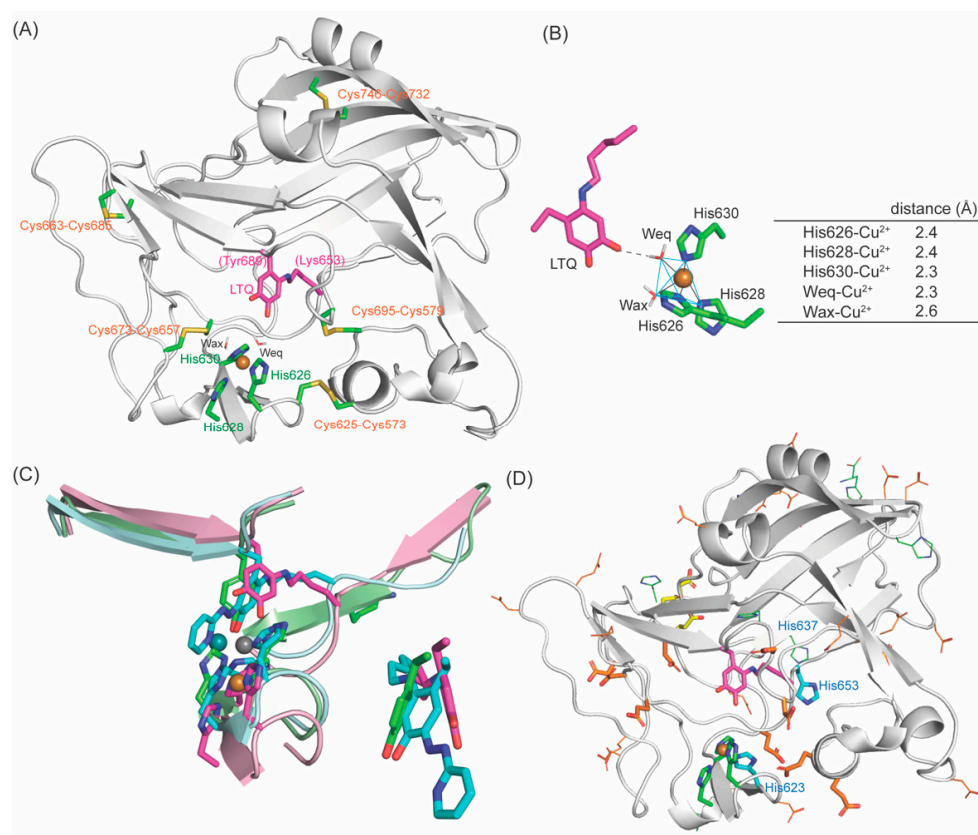 (A)
Cys746-Cys732
Cys663-Cys685
(Tyr689)
(Lys653)
LTQ
Cys673-Cys657
Cys695-Cys579
Wax
Weq
His630
His626
His628
Cys625-Cys573
(B)
His630
Weq
LTQ
Wax
His628
His626
distance (Å)
His626-Cu²⁺ 2.4
His628-Cu²⁺ 2.4
His630-Cu²⁺ 2.3
Weq-Cu²⁺ 2.3
Wax-Cu²⁺ 2.6
(C)
(D)
His637
His653
His623